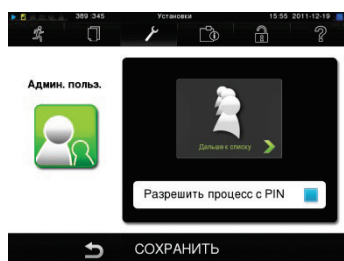 389 :345 Установки 15:55 2011-12-19
Админ. польз.
Дальше к списку
Разрешить процесс с PIN
СОХРАНИТЬ